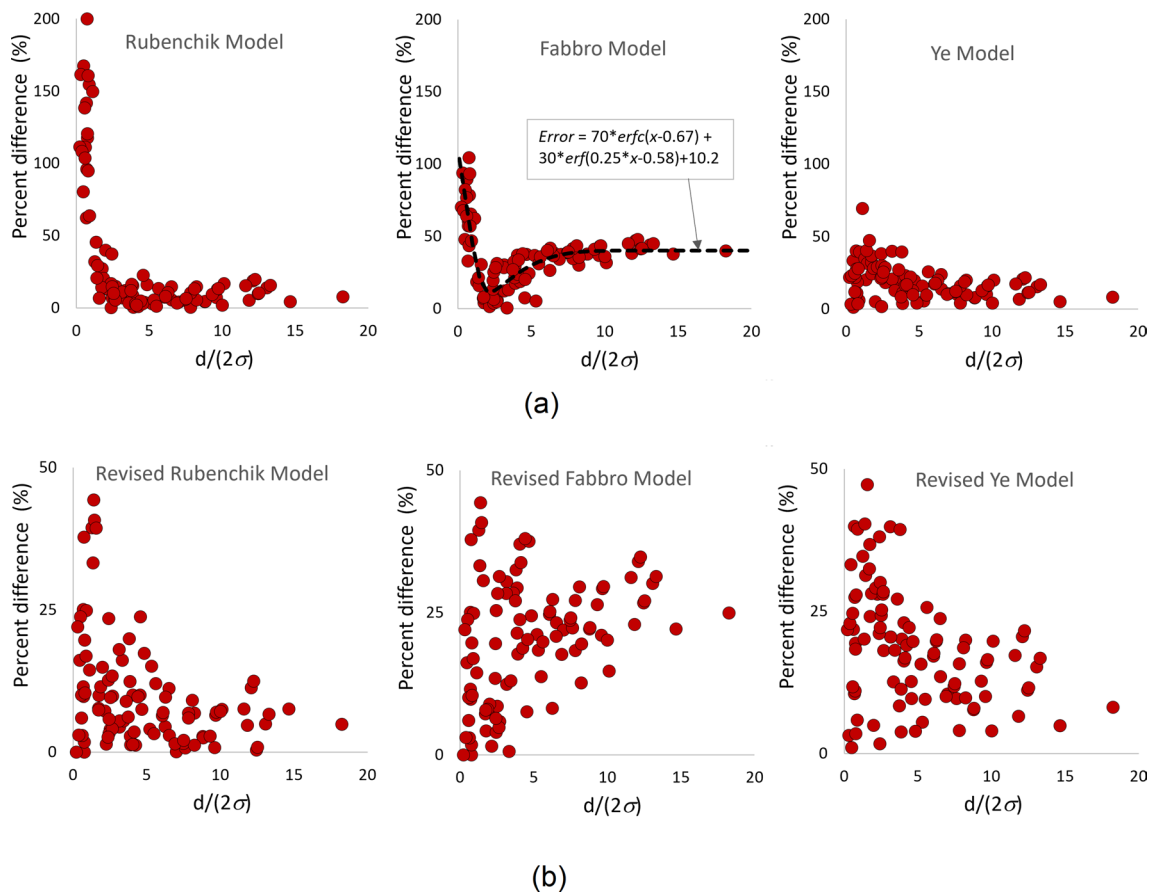 Rubenchik Model
Percent difference (%)
200
150
100
50
0
0 5 10 15 20
d/(2σ)
Fabbro Model
Percent difference (%)
200
150
100
50
0
Error = 70*erfc(x-0.67) +
30*erf(0.25*x-0.58)+10.2
0 5 10 15 20
d/(2σ)
Ye Model
Percent difference (%)
200
150
100
50
0
0 5 10 15 20
d/(2σ)
(a)
Revised Rubenchik Model
Percent difference (%)
50
25
0
0 5 10 15 20
d/(2σ)
Revised Fabbro Model
Percent difference (%)
50
25
0
0 5 10 15 20
d/(2σ)
Revised Ye Model
Percent difference (%)
50
25
0
0 5 10 15 20
d/(2σ)
(b)